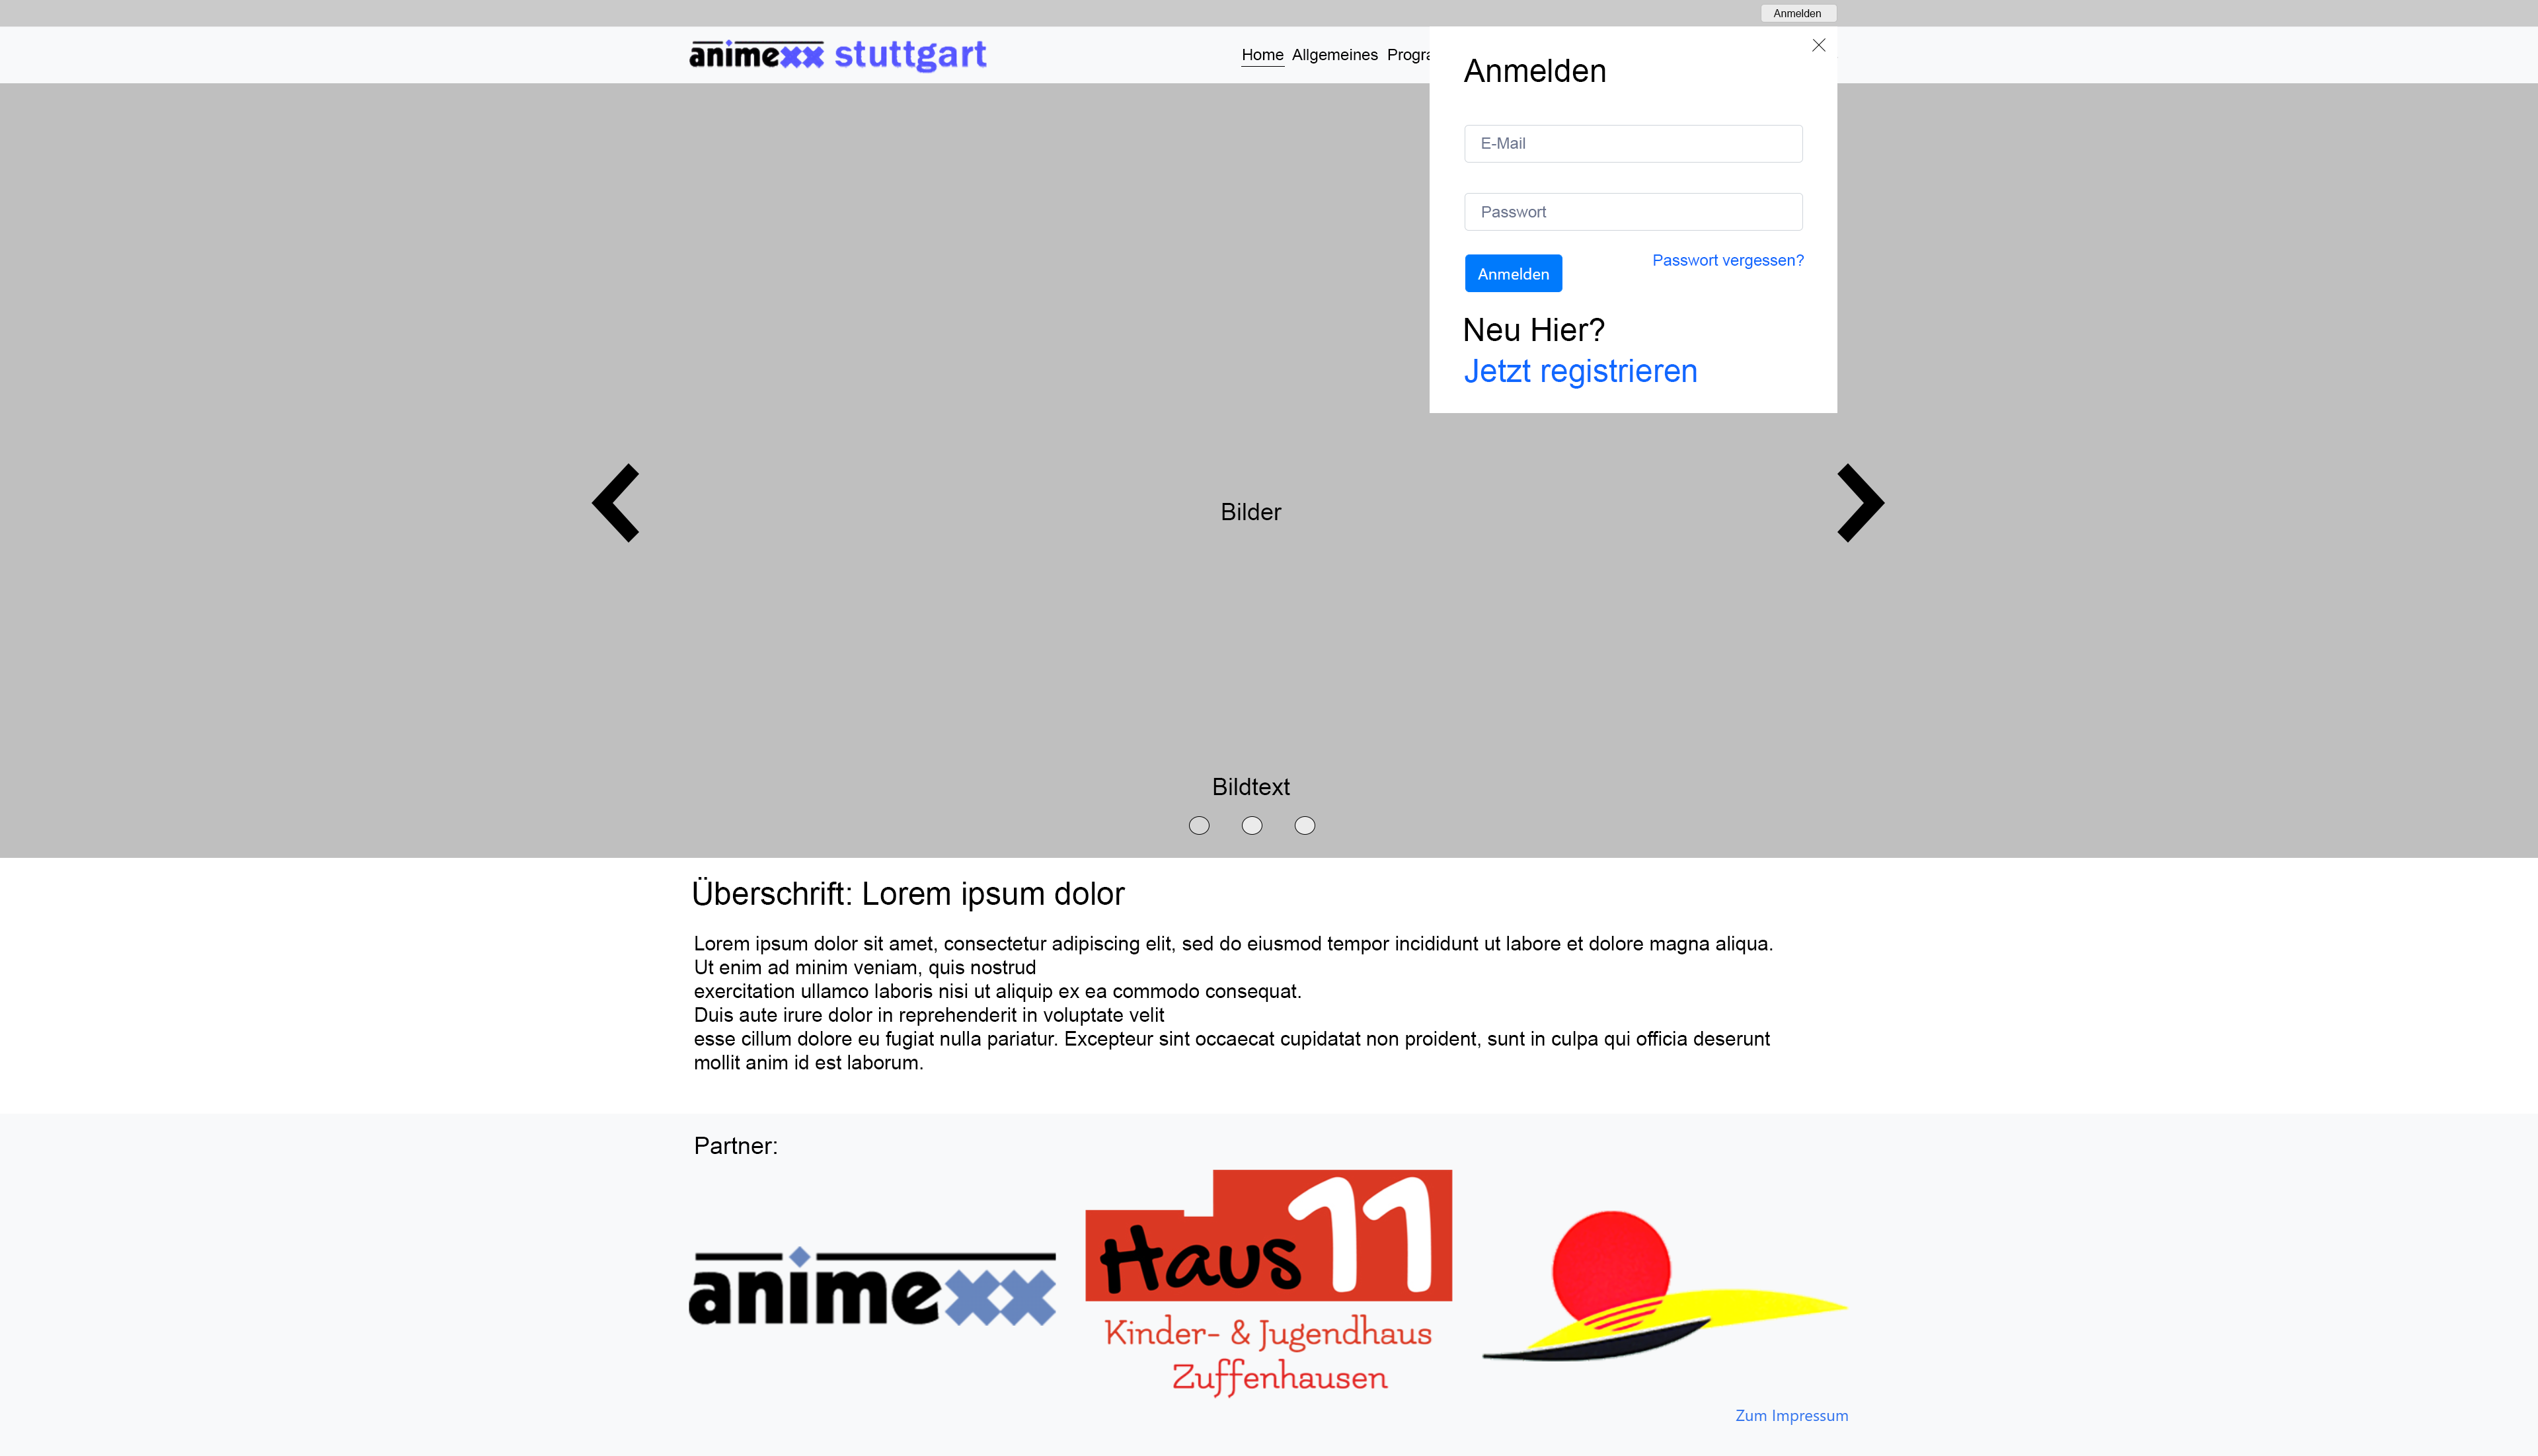 Anmelden
animexx stuttgart
Home Allgemeines Progra
Anmelden
E-Mail
Passwort
Passwort vergessen?
Anmelden
Neu Hier?
Jetzt registrieren
Bilder
Bildtext
Überschrift: Lorem ipsum dolor
Lorem ipsum dolor sit amet, consectetur adipiscing elit, sed do eiusmod tempor incididunt ut labore et dolore magna aliqua.
Ut enim ad minim veniam, quis nostrud
exercitation ullamco laboris nisi ut aliquip ex ea commodo consequat.
Duis aute irure dolor in reprehenderit in voluptate velit
esse cillum dolore eu fugiat nulla pariatur. Excepteur sint occaecat cupidatat non proident, sunt in culpa qui officia deserunt
mollit anim id est laborum.
Partner:
animexx
Haus 11
Kinder- & Jugendhaus
Zuffenhausen
Zum Impressum